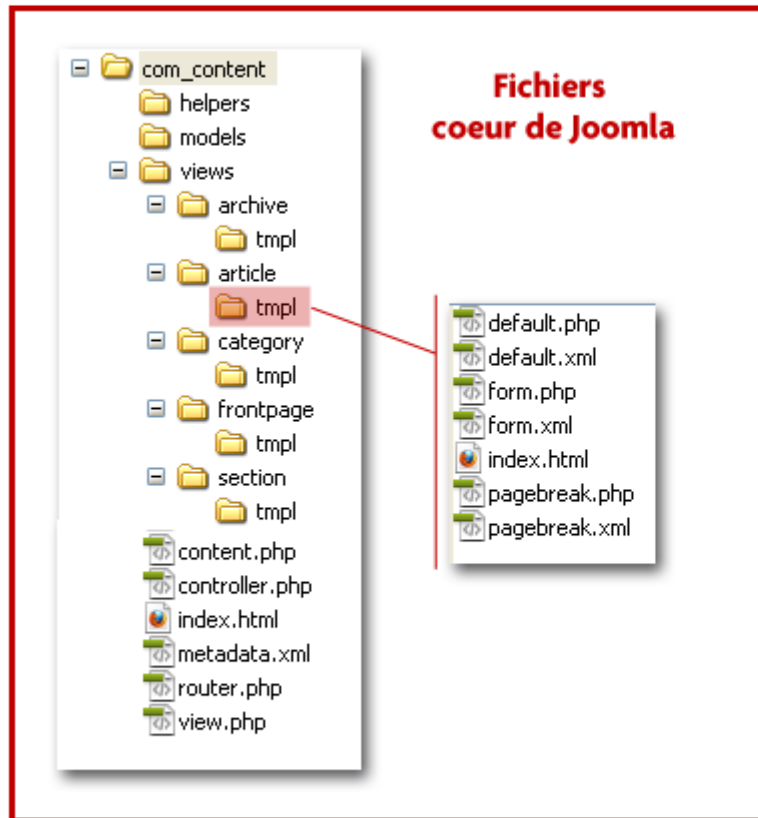 com_content
helpers
models
views
archive
tmpl
article
tmpl
category
tmpl
frontpage
tmpl
section
tmpl
content.php
controller.php
index.html
metadata.xml
router.php
view.php
Fichiers
coeur de Joomla
default.php
default.xml
form.php
form.xml
index.html
pagebreak.php
pagebreak.xml